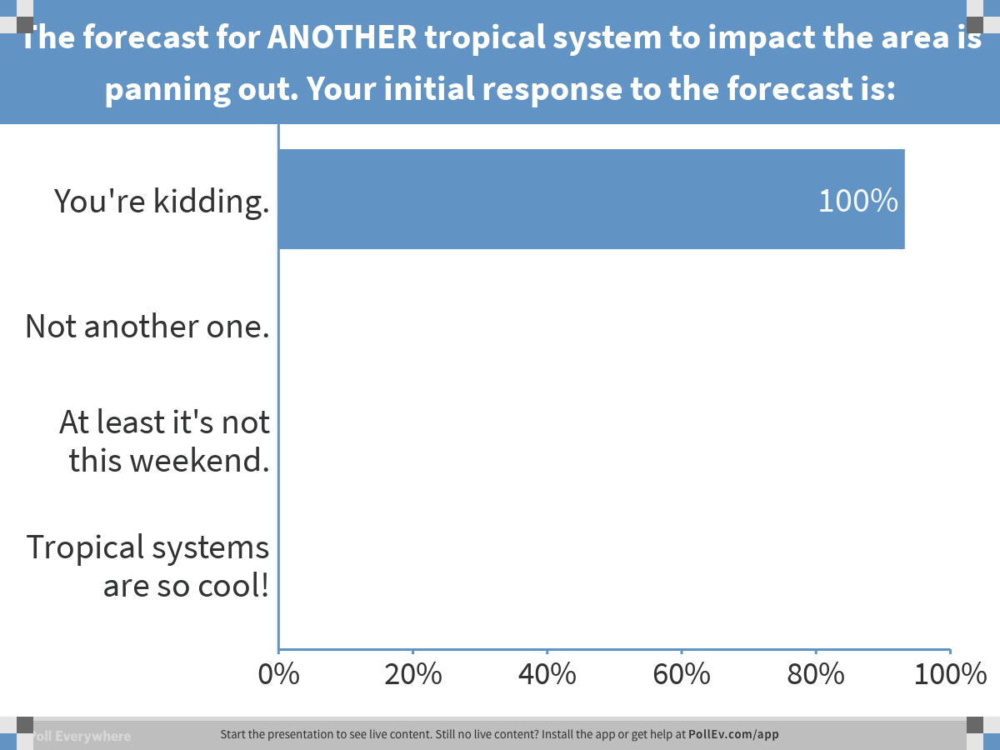 The forecast for ANOTHER tropical system to impact the area is
panning out. Your initial response to the forecast is:
You're kidding.
100%
Not another one.
At least it's not
this weekend.
Tropical systems
are so cool!
0% 20% 40% 60% 80% 100%
Poll Everywhere
Start the presentation to see live content. Still no live content? Install the app or get help at PollEv.com/app